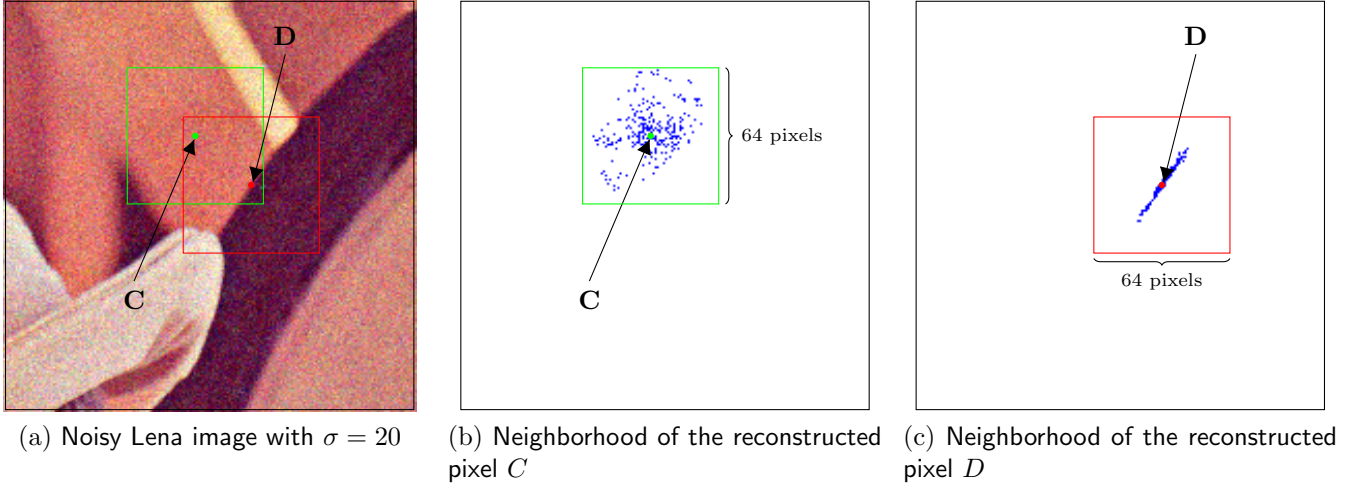 D
C
(a) Noisy Lena image with σ = 20
64 pixels
C
(b) Neighborhood of the reconstructed
pixel C
D
64 pixels
(c) Neighborhood of the reconstructed
pixel D